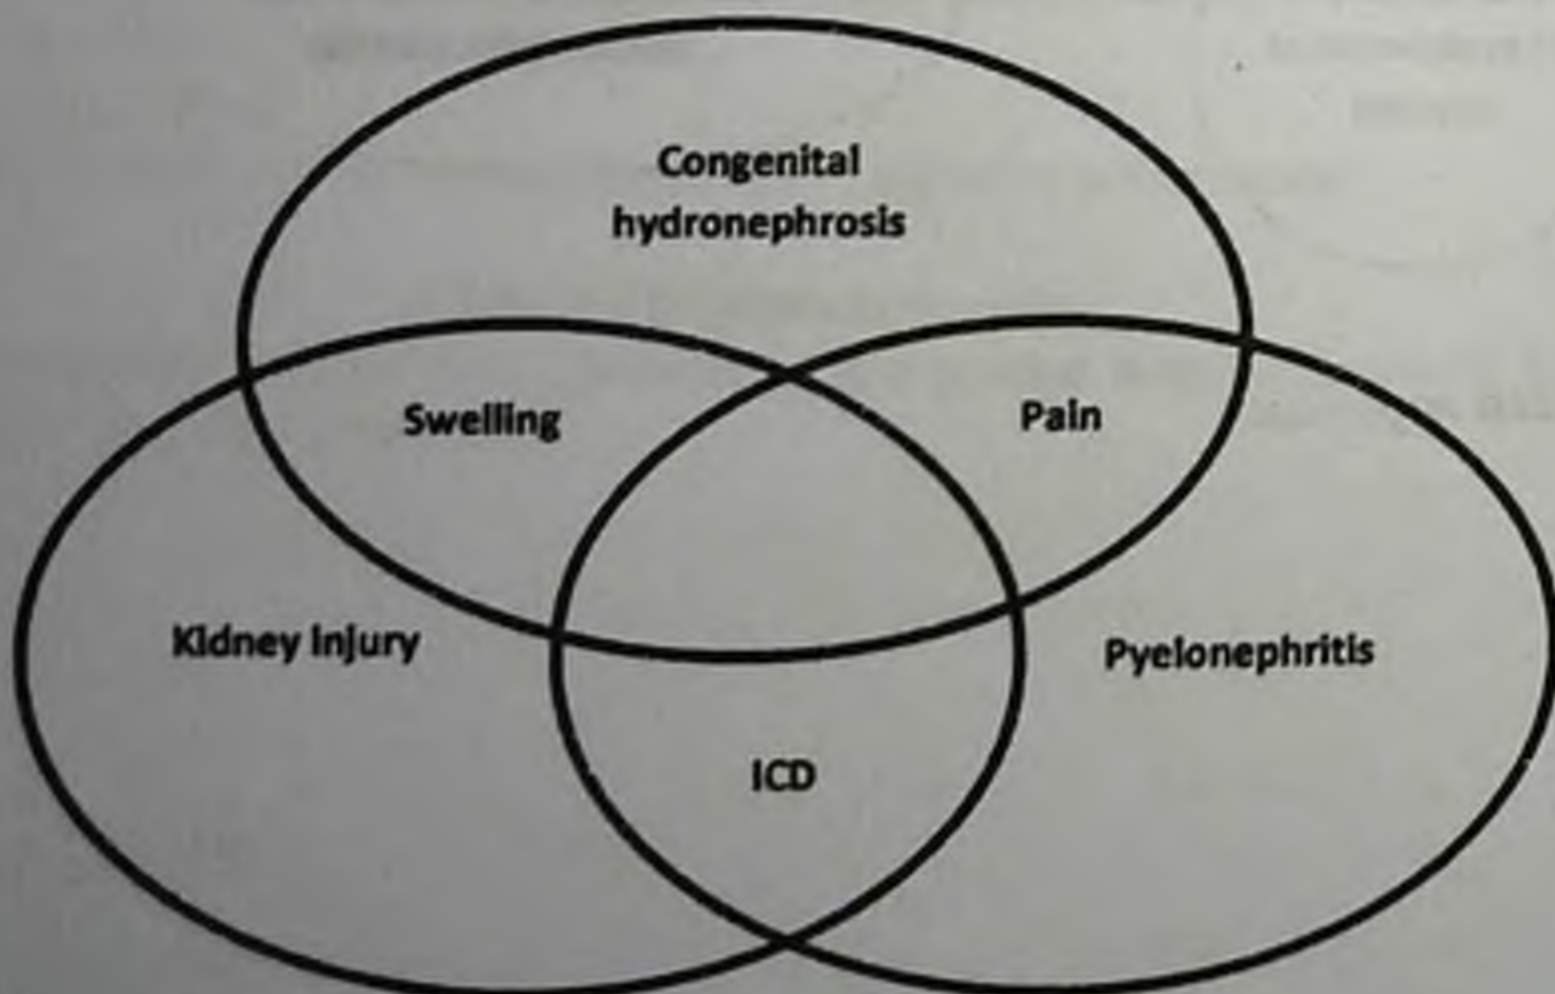 Congenital
hydronephrosis
Swelling
Pain
Kidney injury
Pyelonephritis
ICD